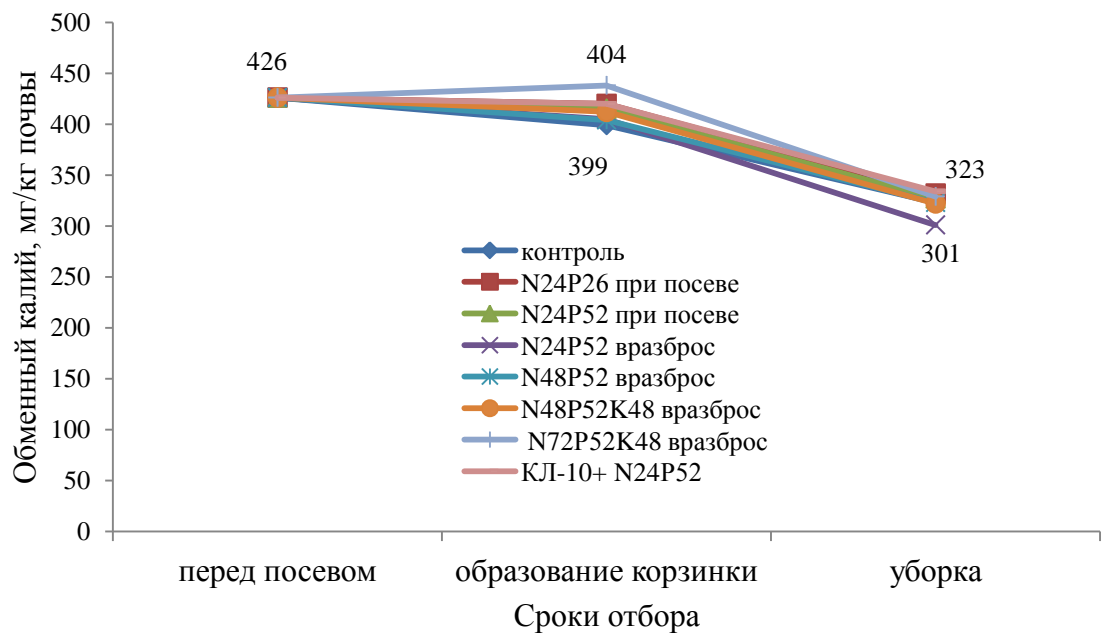 Обменный калий, мг/кг почвы
500
450
400
350
300
250
200
150
100
50
0
426
404
399
323
301
контроль
N24P26 при посеве
N24P52 при посеве
N24P52 вразброс
N48P52 вразброс
N48P52K48 вразброс
N72P52K48 вразброс
КЛ-10+ N24P52
перед посевом образование корзинки уборка
Сроки отбора